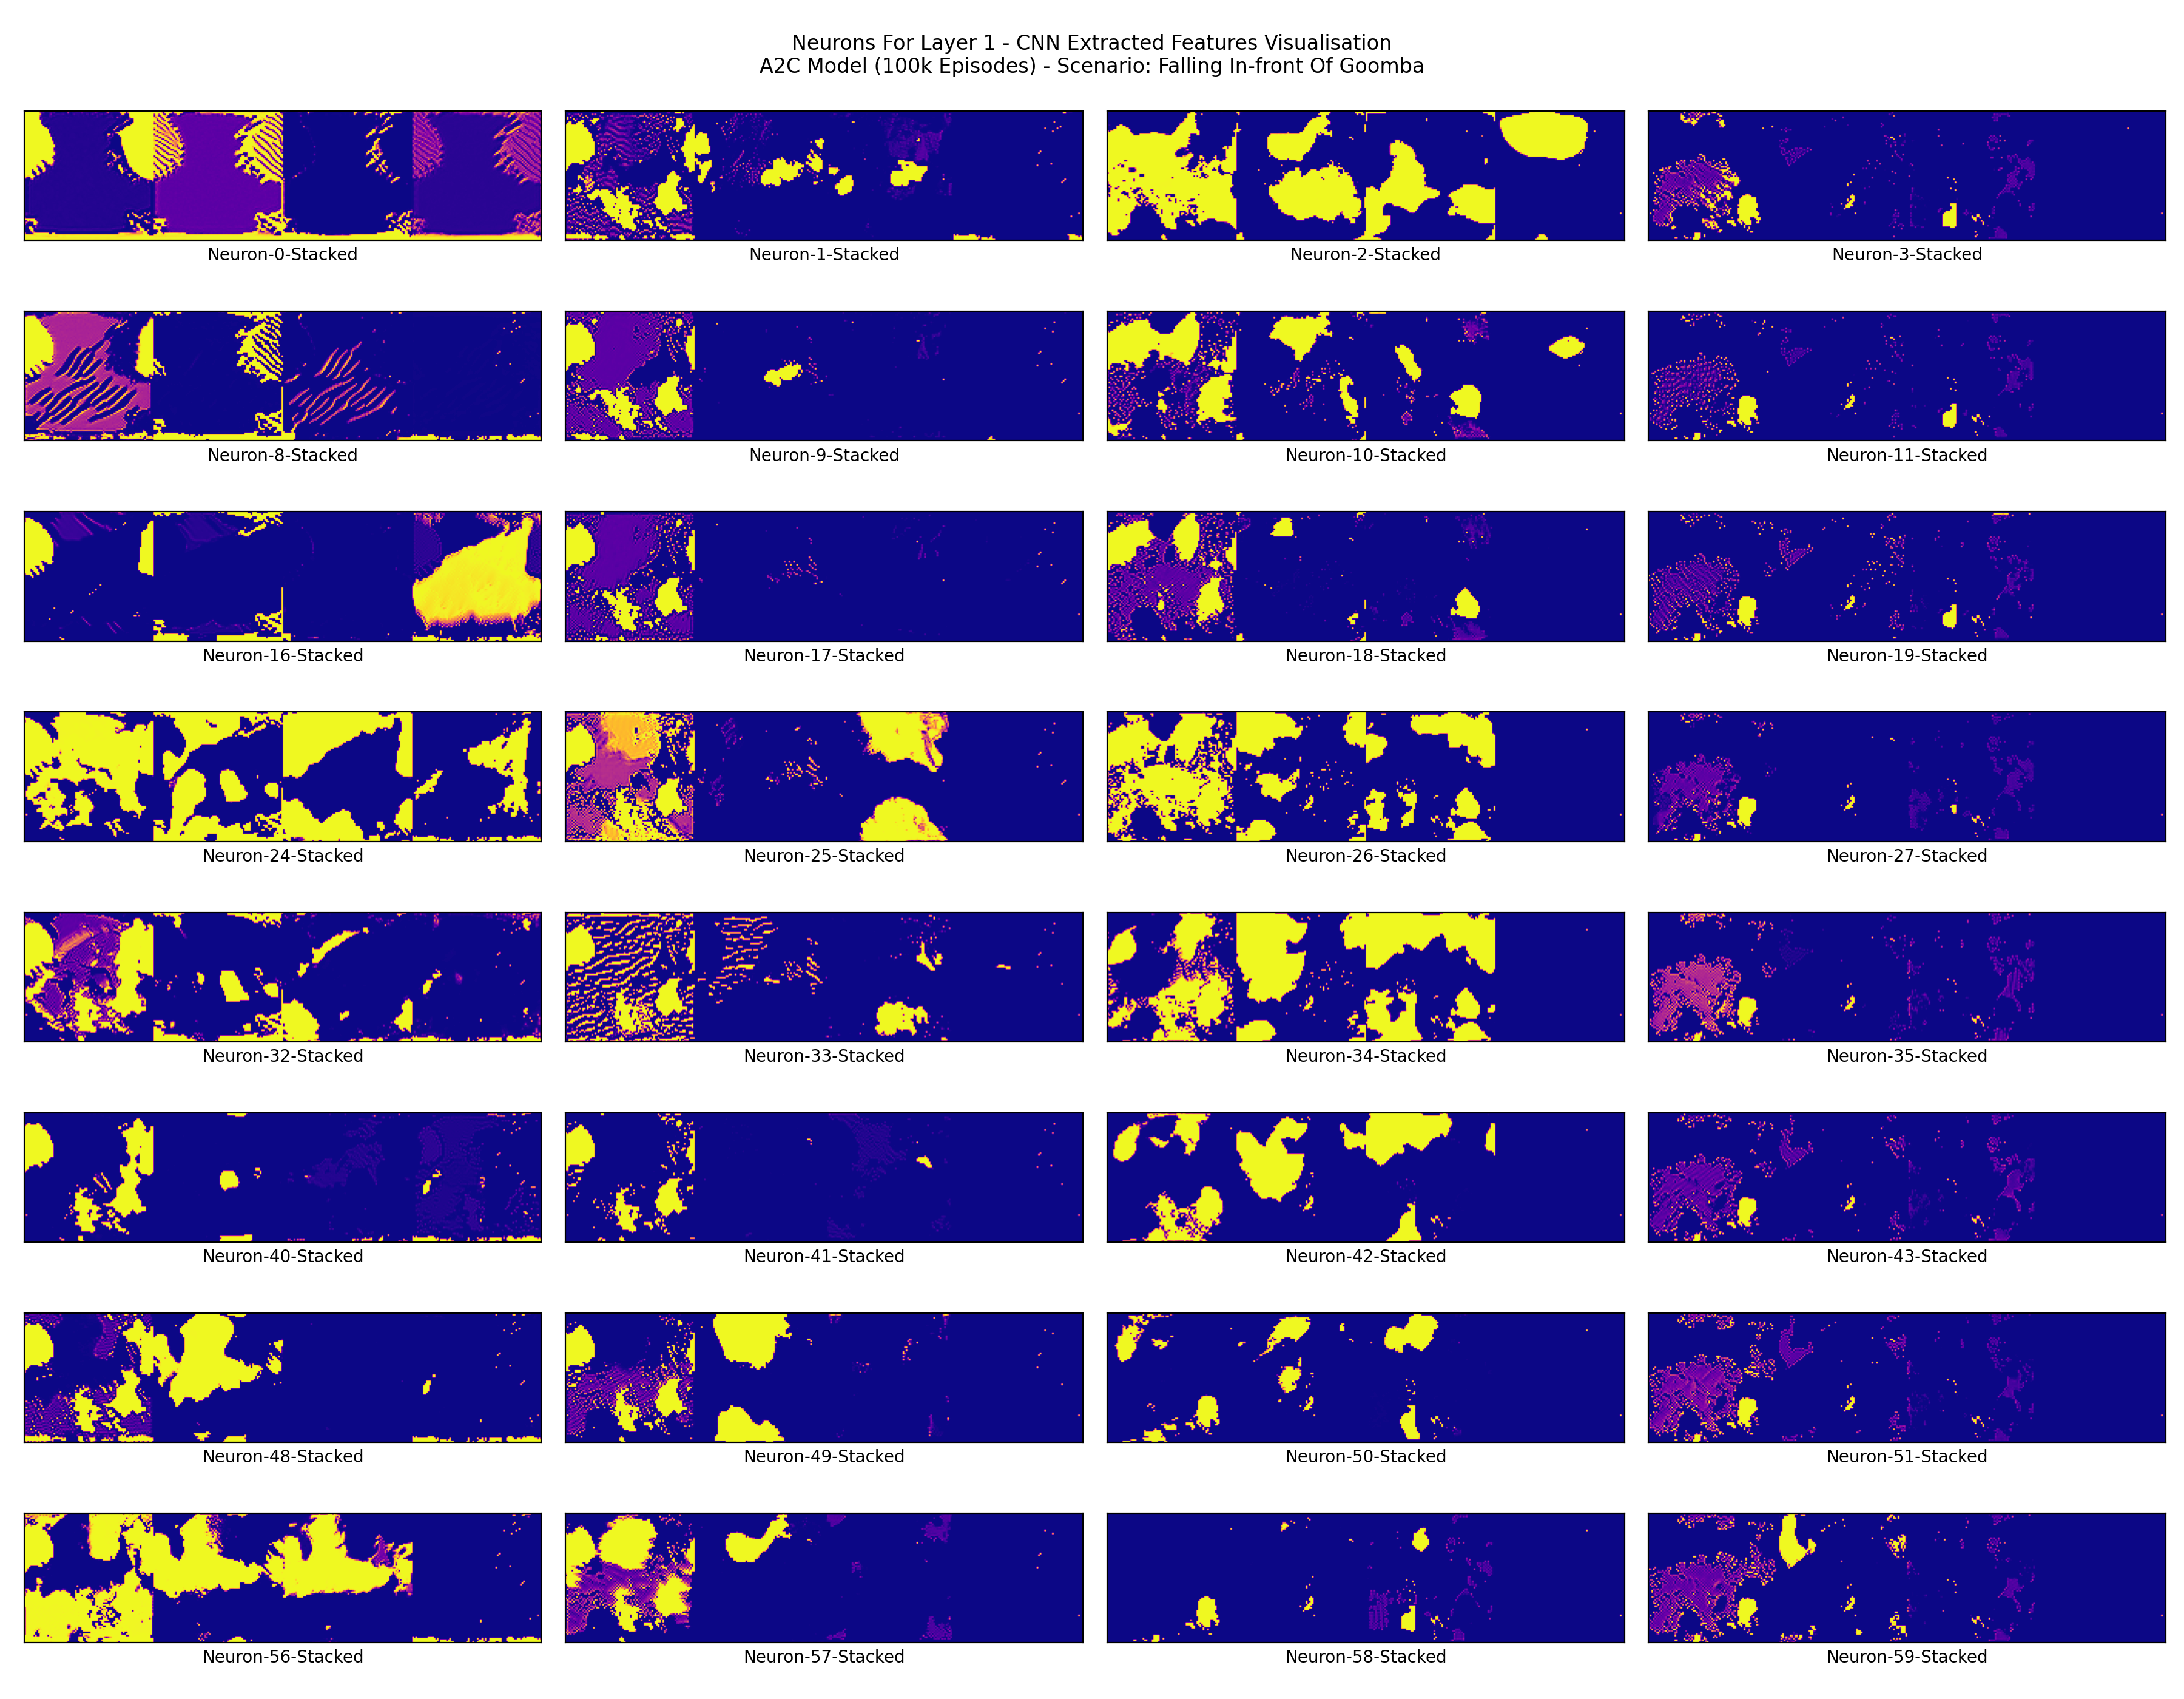 Neurons For Layer 1 - CNN Extracted Features Visualisation
A2C Model (100k Episodes) - Scenario: Falling In-front Of Goomba
Neuron-0-Stacked
Neuron-1-Stacked
Neuron-2-Stacked
Neuron-3-Stacked
Neuron-8-Stacked
Neuron-9-Stacked
Neuron-10-Stacked
Neuron-11-Stacked
Neuron-16-Stacked
Neuron-17-Stacked
Neuron-18-Stacked
Neuron-19-Stacked
Neuron-24-Stacked
Neuron-25-Stacked
Neuron-26-Stacked
Neuron-27-Stacked
Neuron-32-Stacked
Neuron-33-Stacked
Neuron-34-Stacked
Neuron-35-Stacked
Neuron-40-Stacked
Neuron-41-Stacked
Neuron-42-Stacked
Neuron-43-Stacked
Neuron-48-Stacked
Neuron-49-Stacked
Neuron-50-Stacked
Neuron-51-Stacked
Neuron-56-Stacked
Neuron-57-Stacked
Neuron-58-Stacked
Neuron-59-Stacked